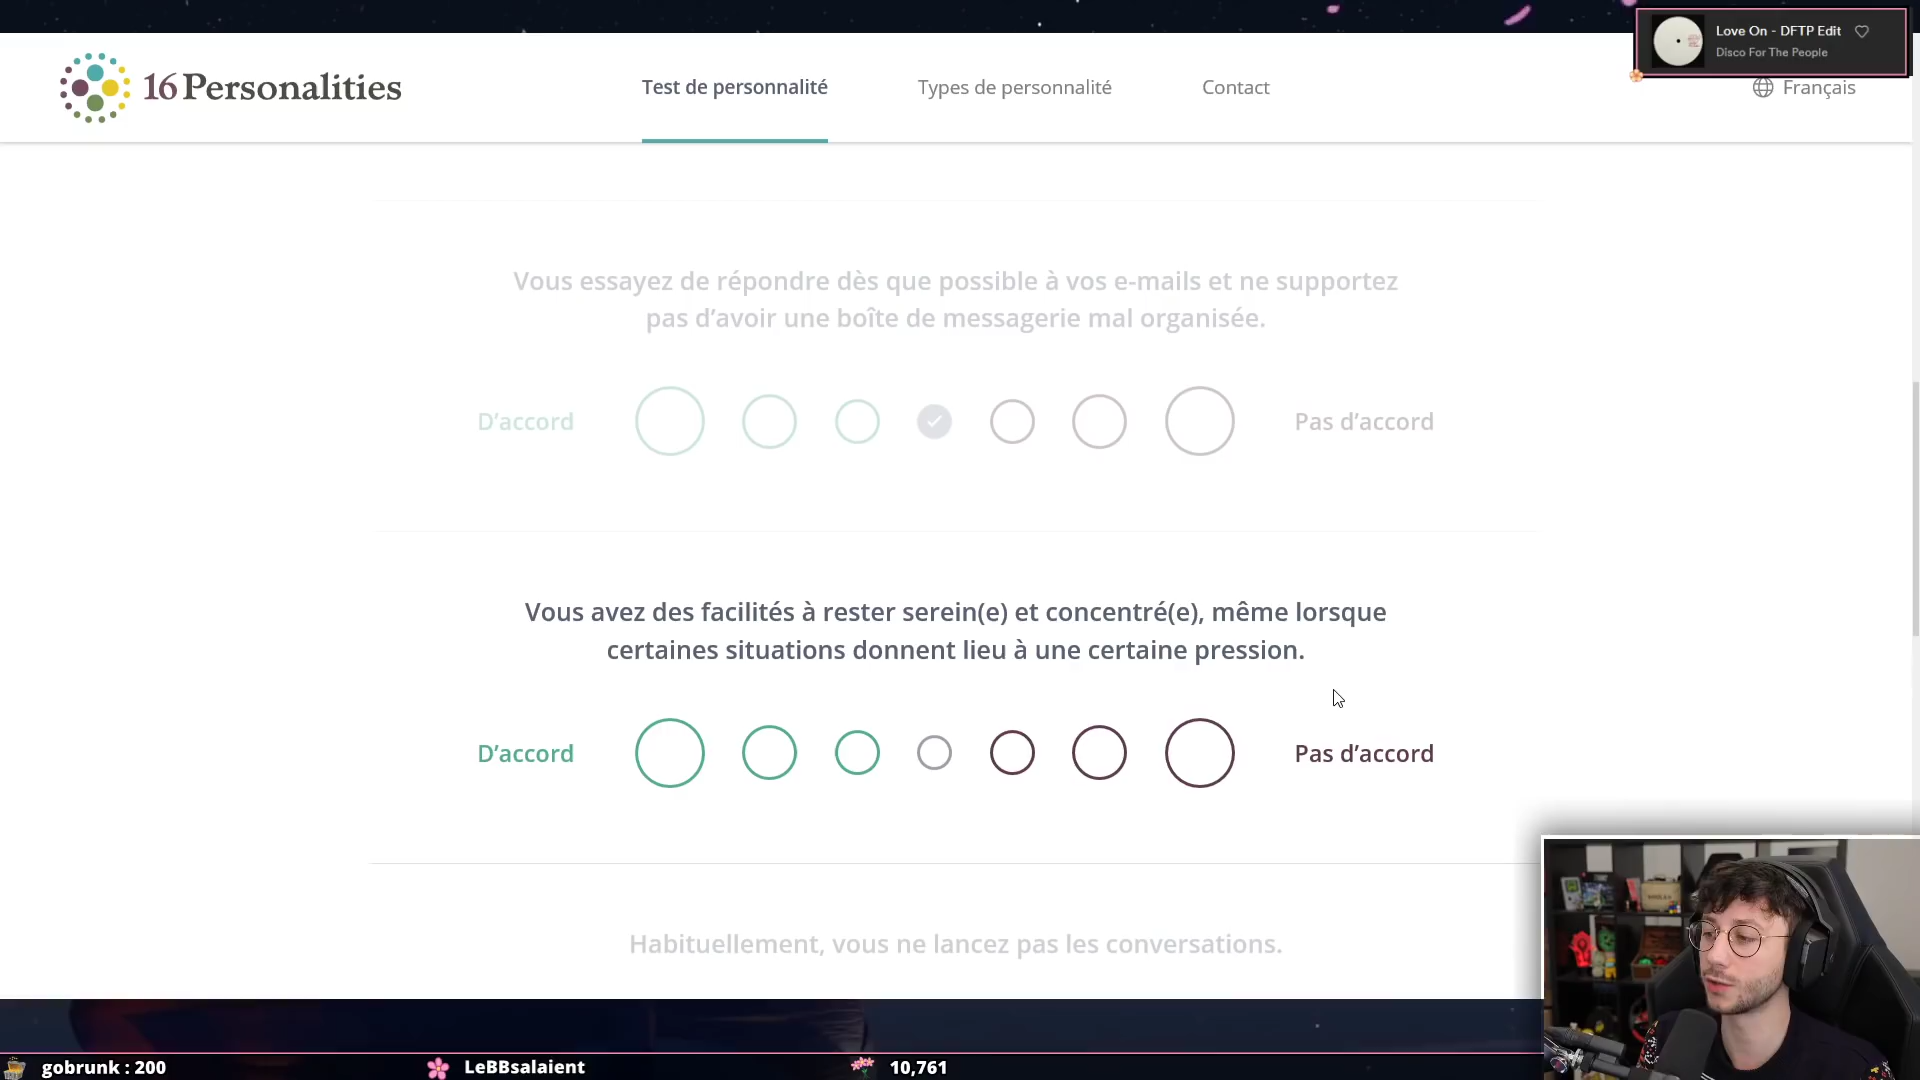 Love On - DFTP Edit
Disco For The People
16 Personalities
Test de personnalité
Types de personnalité
Contact
Français
Vous essayez de répondre dès que possible à vos e-mails et ne supportez
pas d’avoir une boîte de messagerie mal organisée.
D’accord
Pas d’accord
Vous avez des facilités à rester serein(e) et concentré(e), même lorsque
certaines situations donnent lieu à une certaine pression.
D’accord
Pas d’accord
Habituellement, vous ne lancez pas les conversations.
gobrunk : 200
LeBBsalaient
10,761